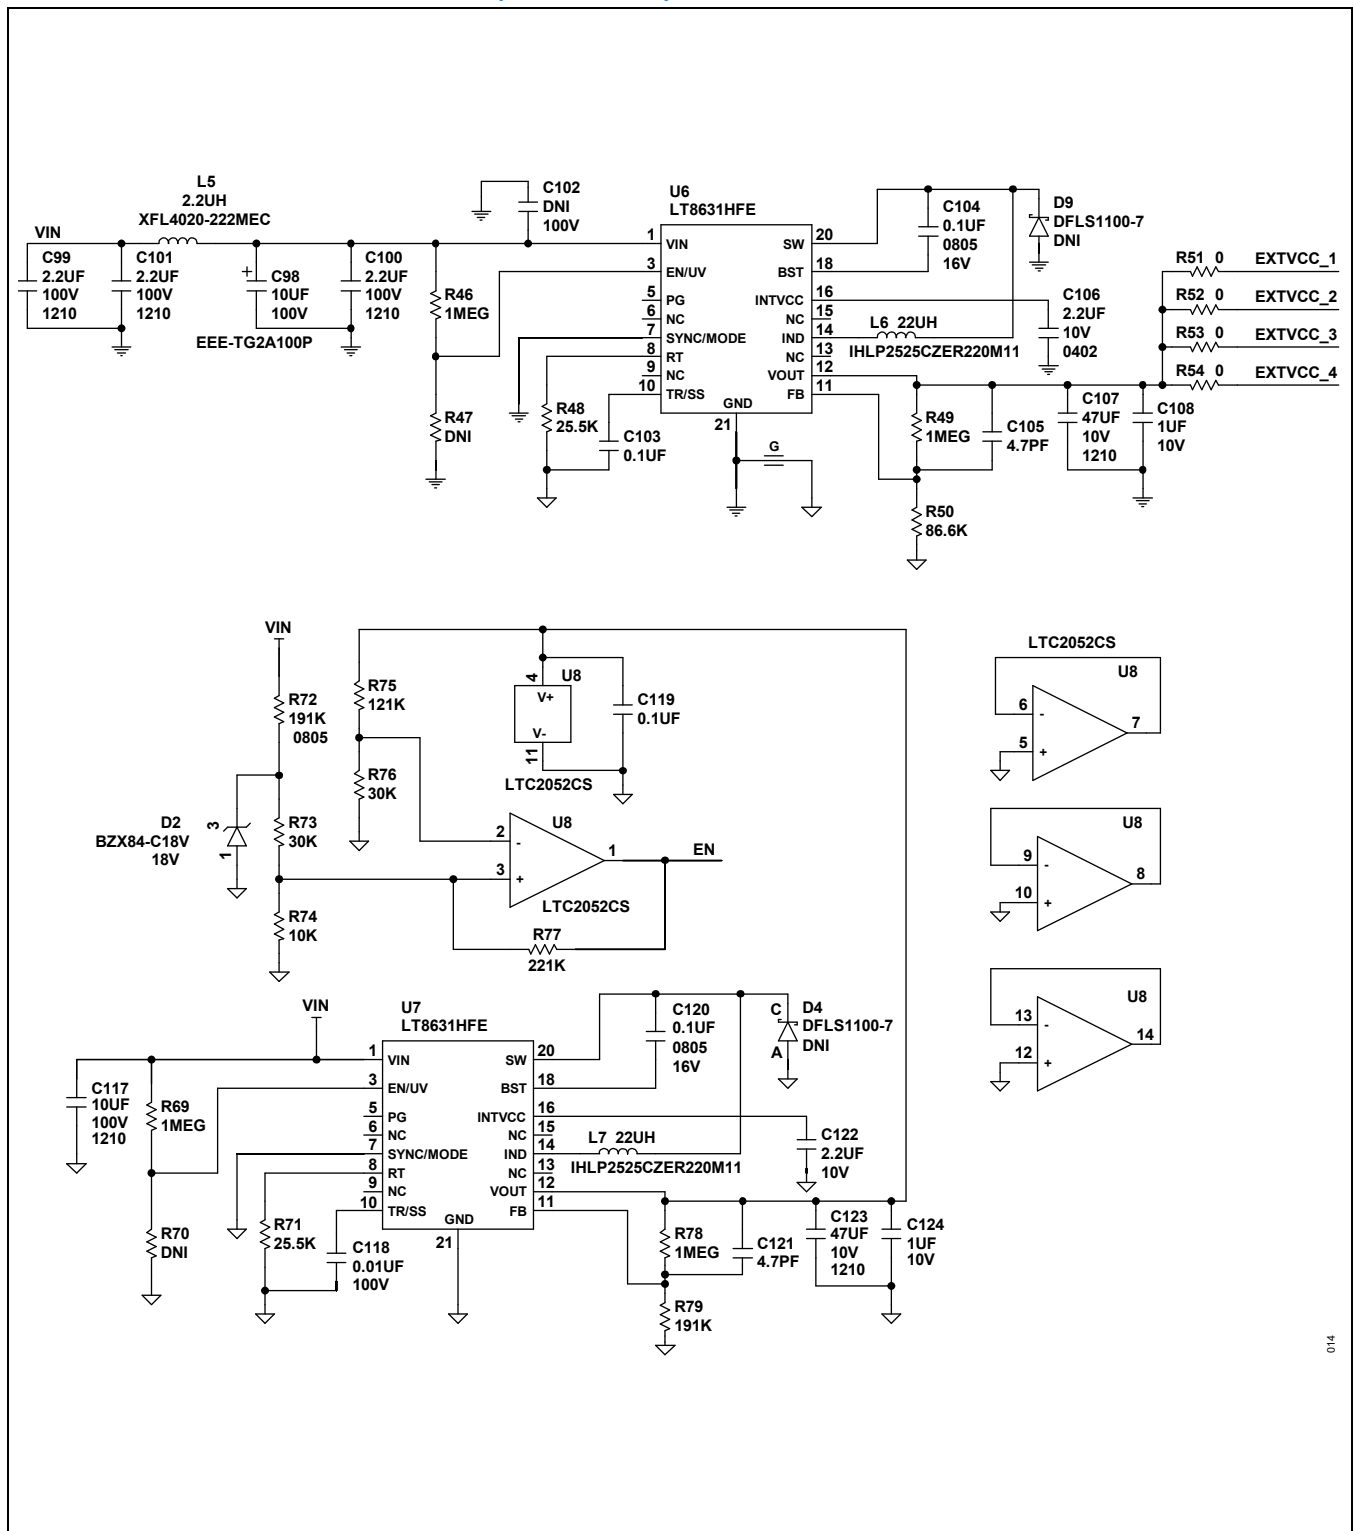 L5
2.2UH
XFL4020-222MEC
VIN
C99
2.2UF
100V
1210
C101
2.2UF
100V
1210
+
C98
10UF
100V
EEE-TG2A100P
C100
2.2UF
100V
1210
C102
DNI
100V
R46
1MEG
R47
DNI
U6
LT8631HFE
1 VIN
3 EN/UV
5 PG
6 NC
7 SYNC/MODE
8 RT
9 NC
10 TR/SS
GND
21
SW 20
BST 18
INTVCC 16
NC 15
IND 14
NC 13
VOUT 12
FB 11
R48
25.5K
C103
0.1UF
G
C104
0.1UF
0805
16V
D9
DFLS1100-7
DNI
C106
2.2UF
10V
0402
L6 22UH
IHLP2525CZER220M11
R49
1MEG
C105
4.7PF
C107
47UF
10V
1210
C108
1UF
10V
R50
86.6K
R51 0 EXTVCC_1
R52 0 EXTVCC_2
R53 0 EXTVCC_3
R54 0 EXTVCC_4
VIN
R72
191K
0805
D2
BZX84-C18V
18V
3
1
R73
30K
R74
10K
R75
121K
R76
30K
4
U8
V+
V-
11
LTC2052CS
C119
0.1UF
U8
2 -
3 +
1
EN
LTC2052CS
R77
221K
LTC2052CS
U8
6 -
5 +
7
U8
9 -
10 +
8
U8
13 -
12 +
14
VIN
U7
LT8631HFE
1 VIN
3 EN/UV
5 PG
6 NC
7 SYNC/MODE
8 RT
9 NC
10 TR/SS
GND
21
SW 20
BST 18
INTVCC 16
NC 15
IND 14
NC 13
VOUT 12
FB 11
C117
10UF
100V
1210
R69
1MEG
R70
DNI
R71
25.5K
C118
0.01UF
100V
C120
0.1UF
0805
16V
C
A
D4
DFLS1100-7
DNI
L7 22UH
IHLP2525CZER220M11
C122
2.2UF
10V
R78
1MEG
C121
4.7PF
C123
47UF
10V
1210
C124
1UF
10V
R79
191K
014